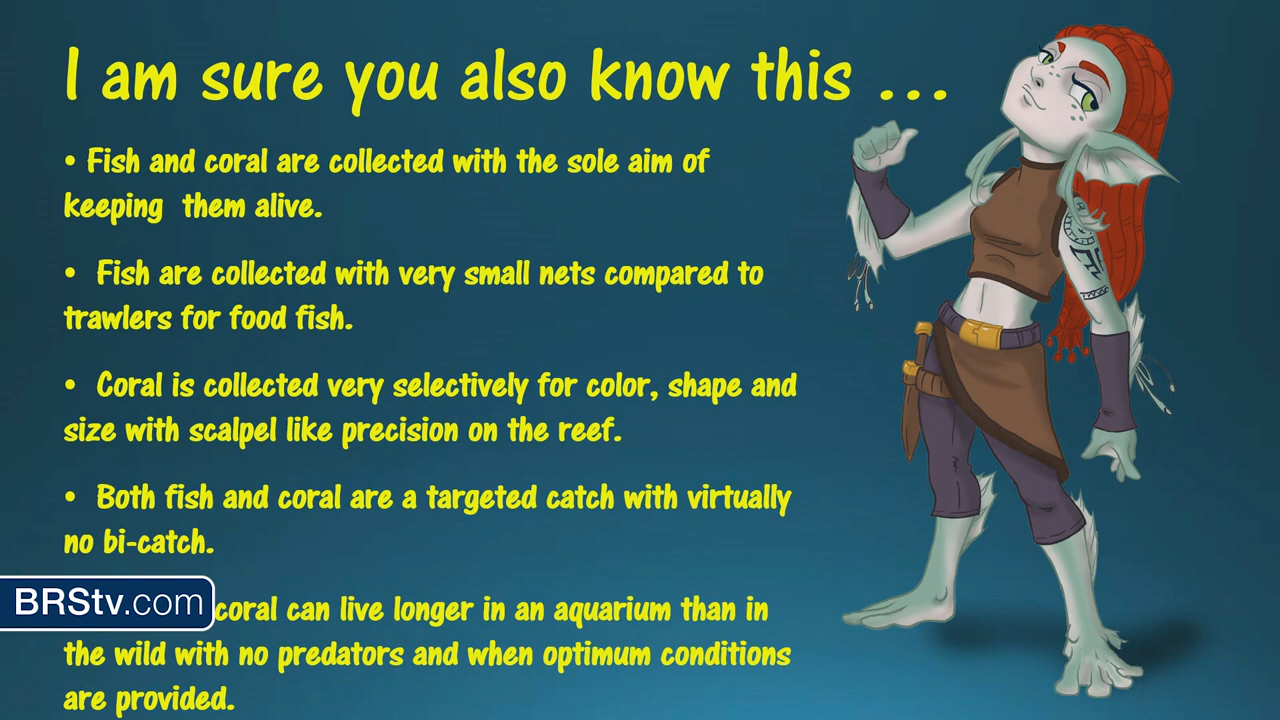 I am sure you also know this ...
• Fish and coral are collected with the sole aim of
keeping them alive.
• Fish are collected with very small nets compared to
trawlers for food fish.
• Coral is collected very selectively for color, shape and
size with scalpel like precision on the reef.
• Both fish and coral are a targeted catch with virtually
no bi-catch.
BRStv.com
coral can live longer in an aquarium than in
the wild with no predators and when optimum conditions
are provided.